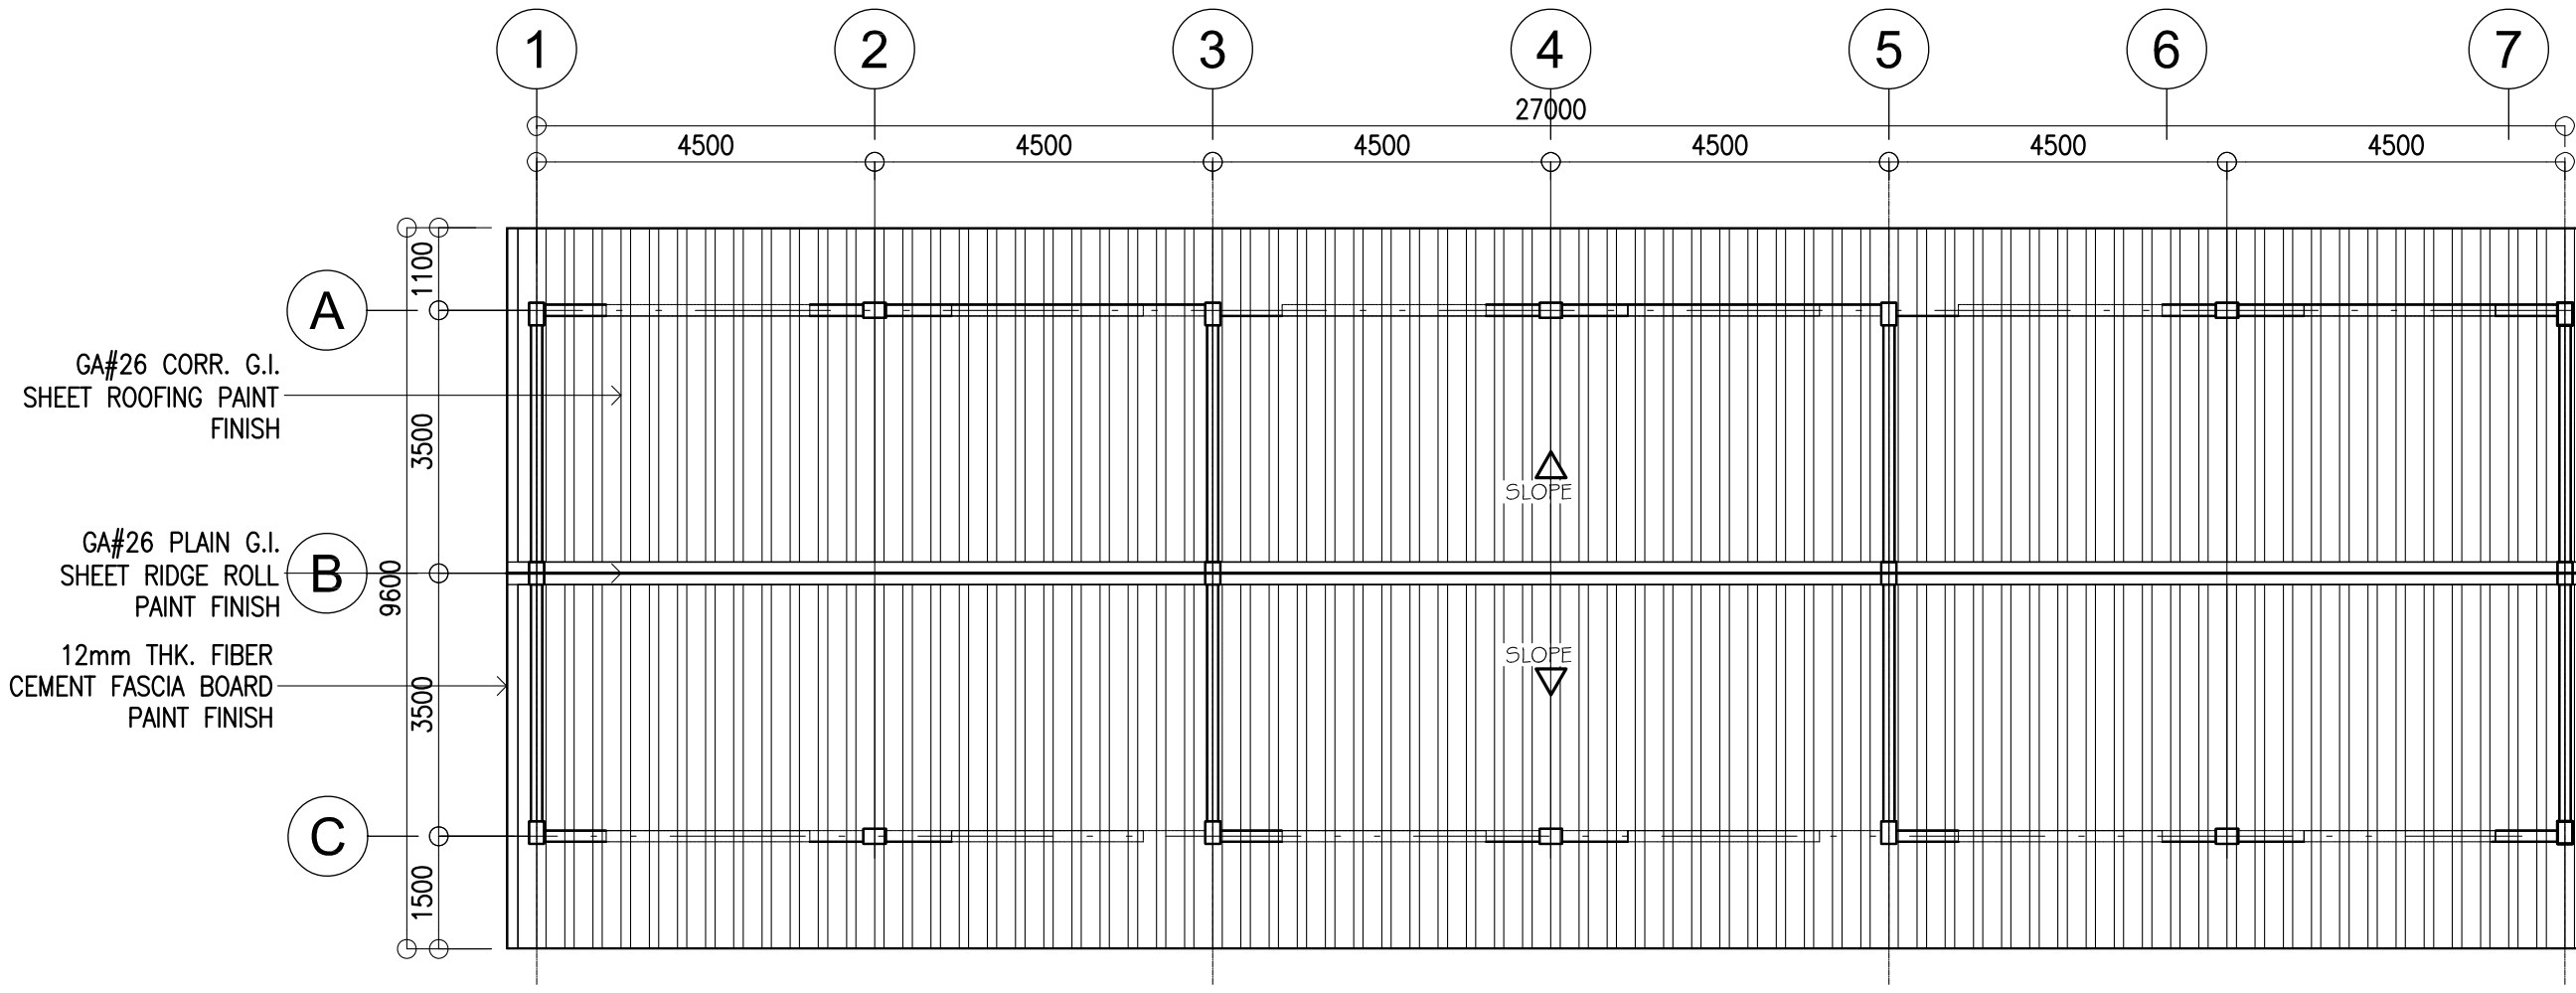 1 2 3 4 5 6 7
27000
4500 4500 4500 4500 4500 4500
1100
A
GA#26 CORR. G.I.
SHEET ROOFING PAINT
FINISH
3500
SLOPE
GA#26 PLAIN G.I.
SHEET RIDGE ROLL
PAINT FINISH
B
9600
12mm THK. FIBER
CEMENT FASCIA BOARD
PAINT FINISH
3500
SLOPE
C
1500